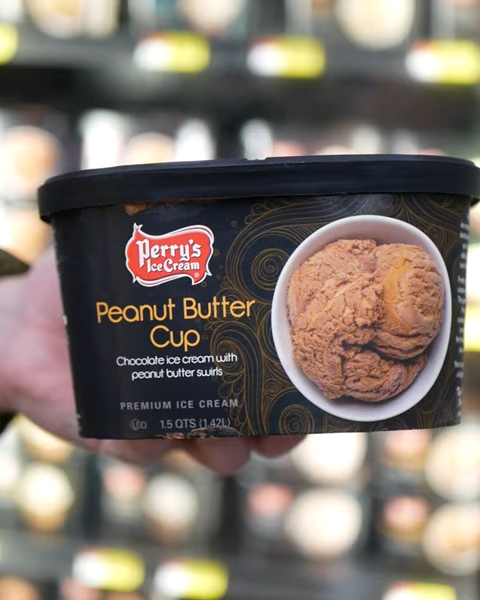 Perry's
Ice Cream
Peanut Butter
Cup
Chocolate ice cream with
peanut butter swirls
PREMIUM ICE CREAM
UD 1.5 QTS (1.42L)